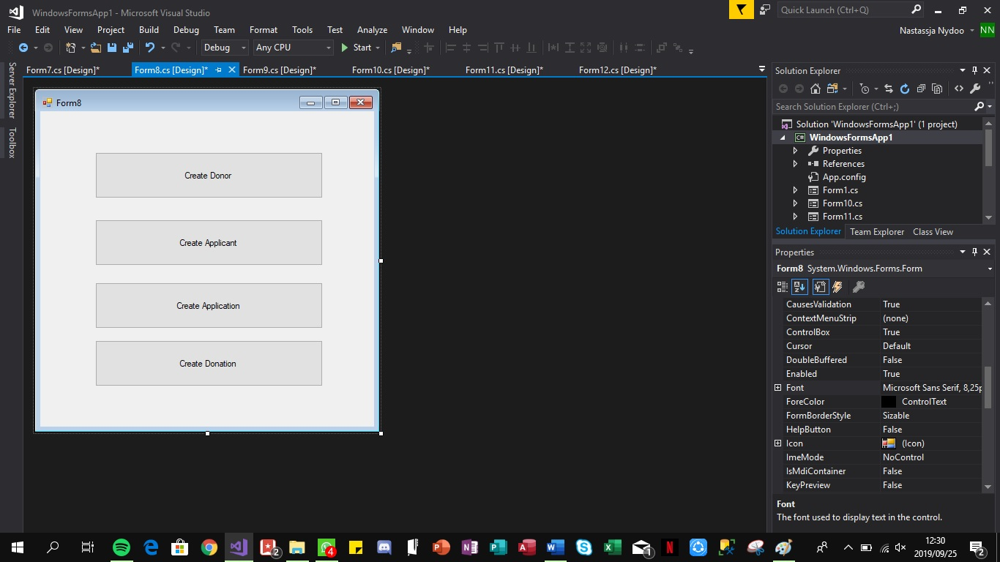 WindowsFormsApp1 - Microsoft Visual Studio
Quick Launch (Ctrl+Q)
File Edit View Project Build Debug Team Format Tools Test Analyze Window Help
Nastassja Nydoo NN
Debug Any CPU Start
Server Explorer
Toolbox
Form7.cs [Design]* Form8.cs [Design]* Form9.cs [Design]* Form10.cs [Design]* Form11.cs [Design]* Form12.cs [Design]*
Form8
Create Donor
Create Applicant
Create Application
Create Donation
Solution Explorer
Search Solution Explorer (Ctrl+;)
Solution 'WindowsFormsApp1' (1 project)
C# WindowsFormsApp1
Properties
References
App.config
Form1.cs
Form10.cs
Form11.cs
Solution Explorer Team Explorer Class View
Properties
Form8 System.Windows.Forms.Form
CausesValidation True
ContextMenuStrip (none)
ControlBox True
Cursor Default
DoubleBuffered False
Enabled True
Font Microsoft Sans Serif, 8,25p
ForeColor ControlText
FormBorderStyle Sizable
HelpButton False
Icon (Icon)
ImeMode NoControl
IsMdiContainer False
KeyPreview False
Font
The font used to display text in the control.
2 4 1
12:30
2019/09/25
2